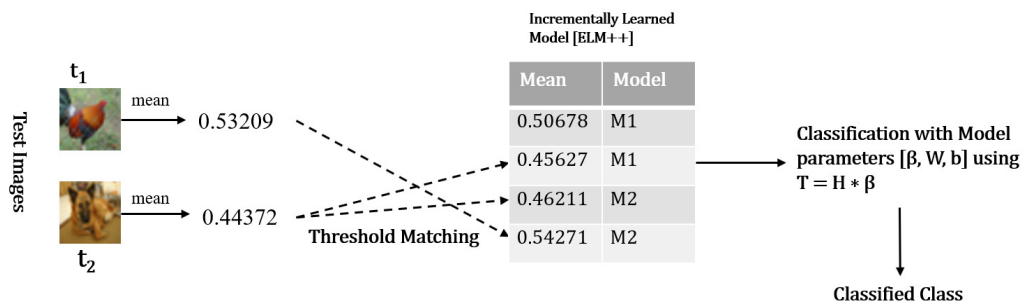 Incrementally Learned
Model [ELM++]
Test Images
t1
mean
0.53209
mean
0.44372
t2
Threshold Matching
Mean Model
0.50678 M1
0.45627 M1
0.46211 M2
0.54271 M2
Classification with Model
parameters [β, W, b] using
T = H * β
Classified Class